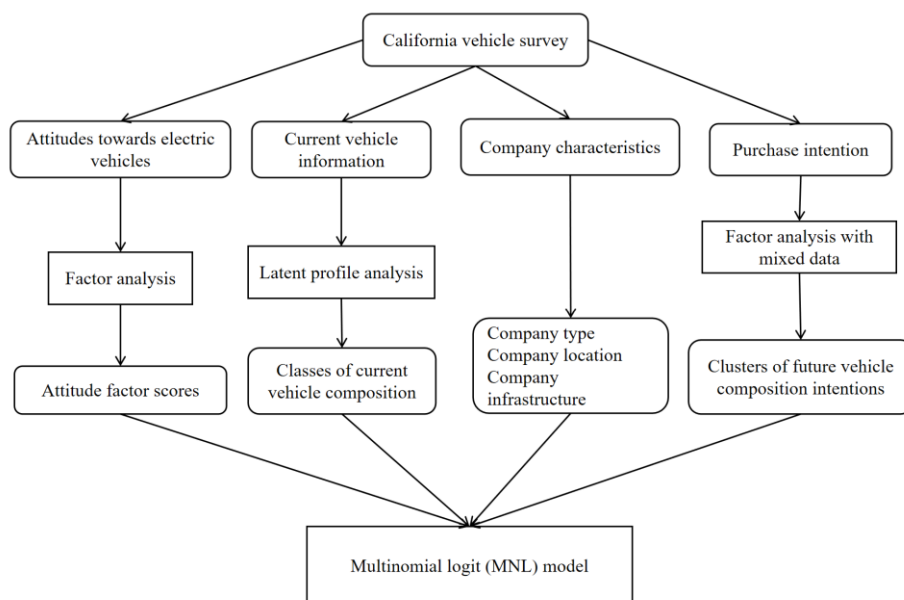 California vehicle survey
Attitudes towards electric
vehicles
Current vehicle
information
Company characteristics
Purchase intention
Factor analysis
Latent profile analysis
Factor analysis with
mixed data
Attitude factor scores
Classes of current
vehicle composition
Company type
Company location
Company
infrastructure
Clusters of future vehicle
composition intentions
Multinomial logit (MNL) model